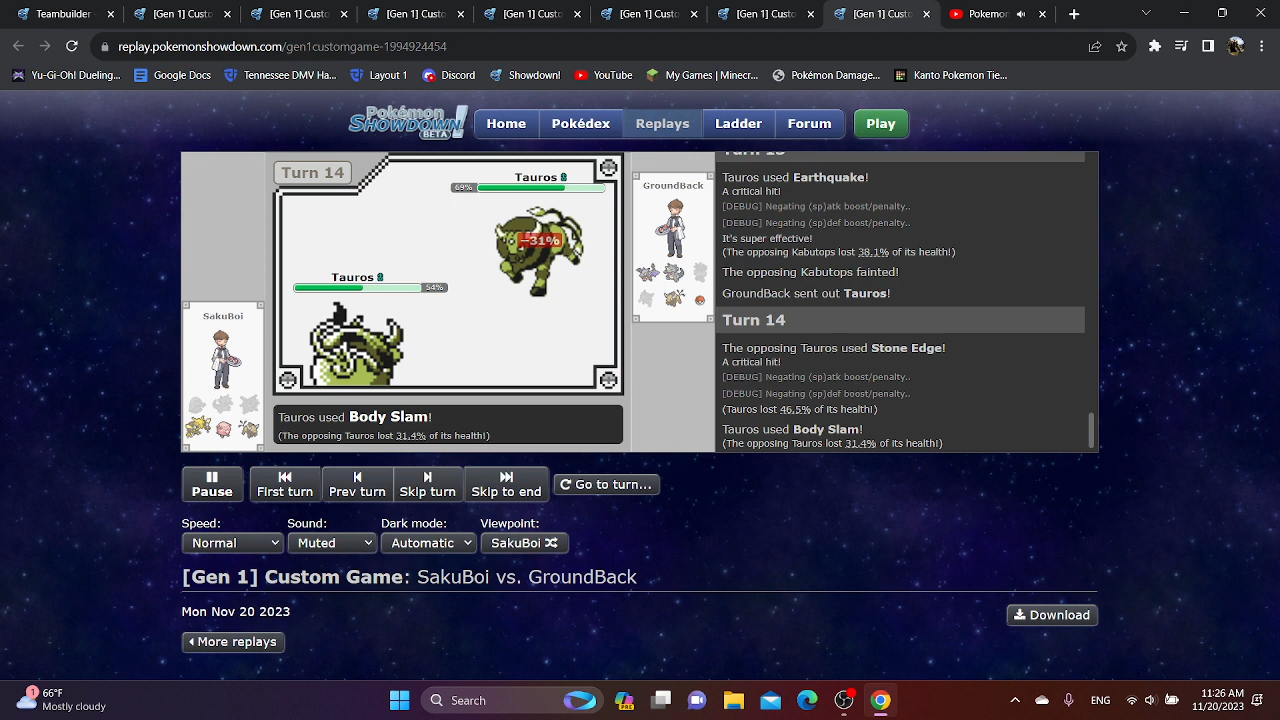 Teambuilder
[Gen 1] Custo
[Gen 1] Custo
[Gen 1] Custo
[Gen 1] Custo
[Gen 1] Custo
[Gen 1] Custo
[Gen 1] Custo
Pokemon
replay.pokemonshowdown.com/gen1customgame-1994924454
Yu-Gi-Oh! Dueling...
Google Docs
Tennessee DMV Ha...
Layout 1
Discord
Showdown!
YouTube
My Games | Minecr...
Pokémon Up Image...
Kanto Pokemon Tie...
Pokémon
SHOWDOWN!
BETA
Home
Pokédex
Replays
Ladder
Forum
Play
Turn 14
Tauros
69%
−31%
Tauros
54%
SakuBoi
GroundBack
Tauros used Body Slam!
(The opposing Tauros lost 31.4% of its health!)
Turn 13
Tauros used Earthquake!
A critical hit!
[DEBUG] Negating (sp)atk boost/penalty..
[DEBUG] Negating (sp)def boost/penalty..
It's super effective!
(The opposing Kabutops lost 38.1% of its health!)
The opposing Kabutops fainted!
GroundBack sent out Tauros!
Turn 14
The opposing Tauros used Stone Edge!
A critical hit!
[DEBUG] Negating (sp)atk boost/penalty..
[DEBUG] Negating (sp)def boost/penalty..
(Tauros lost 46.5% of its health!)
Tauros used Body Slam!
(The opposing Tauros lost 31.4% of its health!)
Pause
First turn
Prev turn
Skip turn
Skip to end
Go to turn...
Speed:
Sound:
Dark mode:
Viewpoint:
Normal
Muted
Automatic
SakuBoi
[Gen 1] Custom Game: SakuBoi vs. GroundBack
Mon Nov 20 2023
Download
More replays
1
66°F
Mostly cloudy
Search
PRE
ENG
11:26 AM
11/20/2023